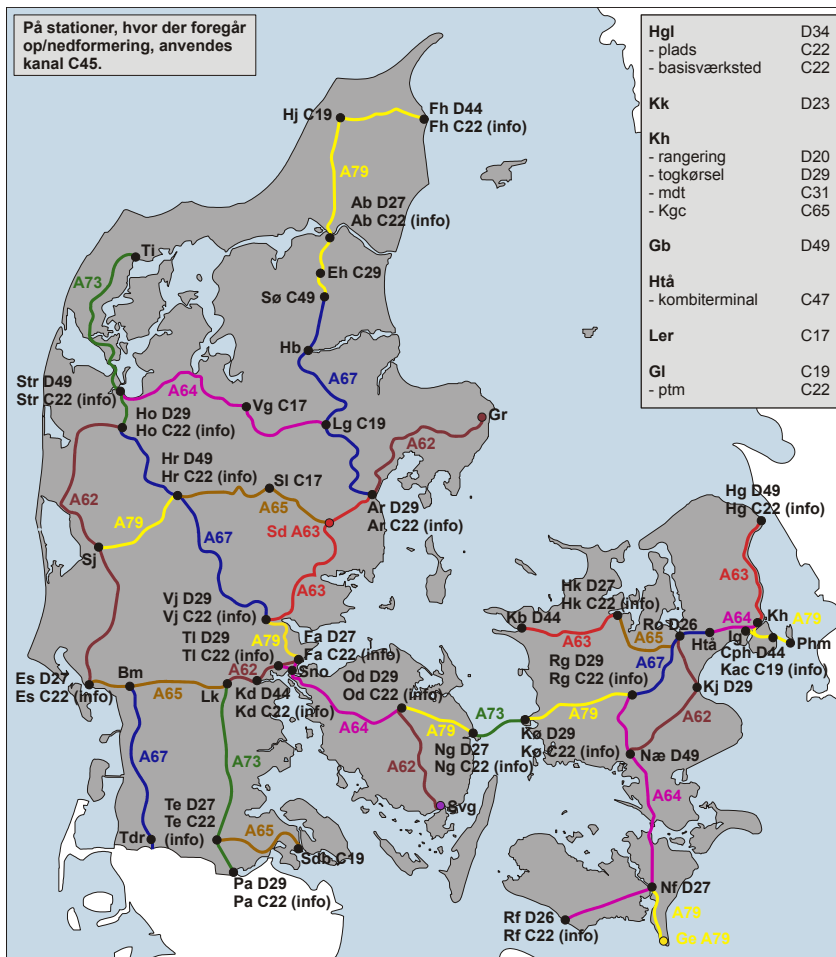 På stationer, hvor der foregår
op/nedformering, anvendes
kanal C45.
Hgl D34
- plads C22
- basisværksted C22
Kk D23
Kh
- rangering D20
- togkørsel D29
- mdt C31
- Kgc C65
Gb D49
Htå
- kombiterminal C47
Ler C17
Gl C19
- ptm C22
Hj C19
Fh D44
Fh C22 (info)
A79
Ab D27
Ab C22 (info)
Ti
A73
Eh C29
Sø C49
Hb
A67
Str D49
Str C22 (info)
A64
Vg C17
Lg C19
Gr
Ho D29
Ho C22 (info)
A62
Hr D49
Hr C22 (info)
Sl C17
A65
A62
A79
A67
Sd A63
Ar D29
Ar C22 (info)
Sj
A63
Hg D49
Hg C22 (info)
A63
Vj D29
Vj C22 (info)
Hk D27
Hk C22 (info)
Kb D44
A63
A65
Ro D26
A64
Kh
A79
Htå
Ig
Phm
Cph D44
Kac C19 (info)
Tl D29
Tl C22 (info)
A79
Fa D27
Fa C22 (info)
Sno
A62
Rg D29
Rg C22 (info)
A67
Kj D29
A62
Es D27
Es C22 (info)
Bm
A65
Lk
Kd D44
Kd C22 (info)
Od D29
Od C22 (info)
A64
A79
A73
A79
Ng D27
Ng C22 (info)
Kø D29
Kø C22 (info)
Næ D49
A67
A73
A62
A64
Svg
Te D27
Te C22
(info)
A65
Tdr
Sdb C19
Pa D29
Pa C22 (info)
Nf D27
Rf D26
Rf C22 (info)
A79
Ge A79